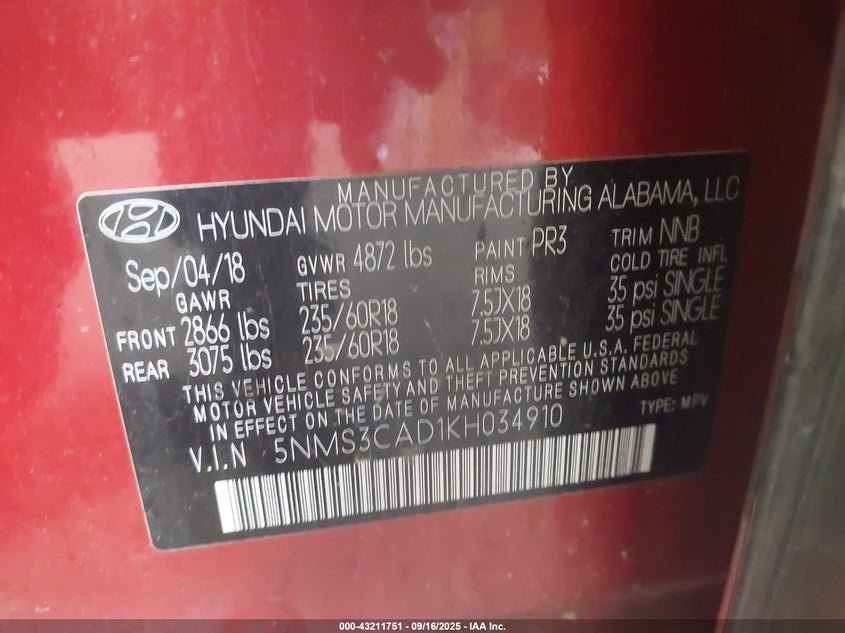 MANUFACTURED BY
HYUNDAI MOTOR MANUFACTURING ALABAMA, LLC
Sep/04/18 GVWR 4872 lbs PAINT PR3 TRIM NNB
GAWR TIRES RIMS COLD TIRE INFL
FRONT 2866 lbs 235/60R18 7.5JX18 35 psi SINGLE
REAR 3075 lbs 235/60R18 7.5JX18 35 psi SINGLE
THIS VEHICLE CONFORMS TO ALL APPLICABLE U.S.A. FEDERAL
MOTOR VEHICLE SAFETY AND THEFT PREVENTION STANDARDS
IN EFFECT ON THE DATE OF MANUFACTURE SHOWN ABOVE
V.I.N 5NMS3CAD1KH034910 TYPE: MPV
000-43211751 - 09/16/2025 - IAA Inc.